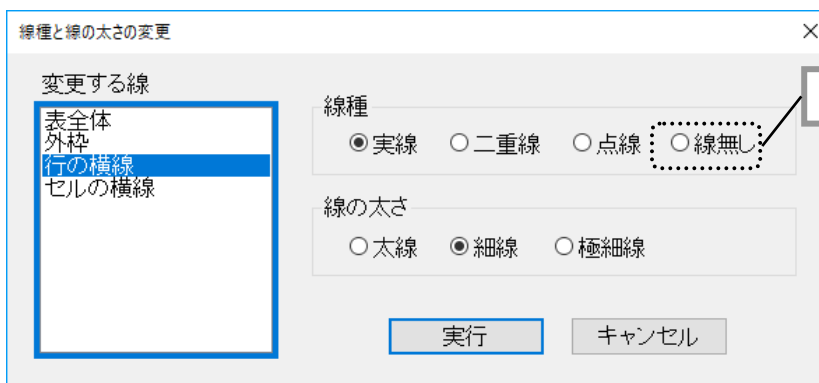 線種と線の太さの変更
変更する線
表全体
外枠
行の横線
セルの横線
線種
実線 二重線 点線 線無し
線の太さ
太線 細線 極細線
実行 キャンセル